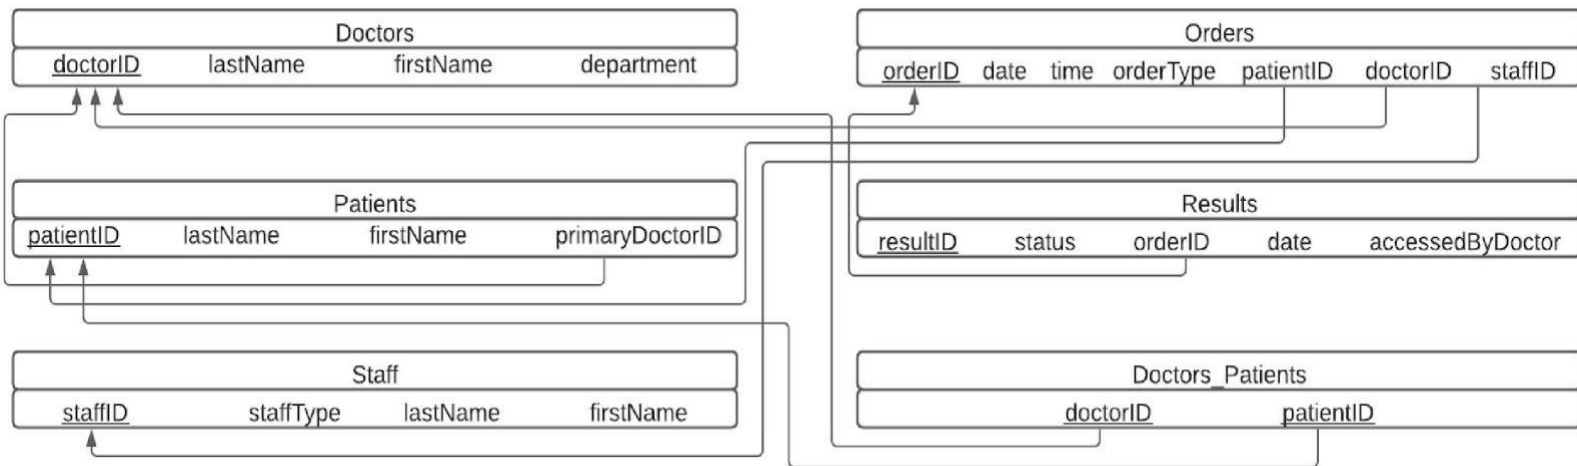 Doctors
doctorID lastName firstName department
Orders
orderID date time orderType patientID doctorID staffID
Patients
patientID lastName firstName primaryDoctorID
Results
resultID status orderID date accessedByDoctor
Staff
staffID staffType lastName firstName
Doctors_Patients
doctorID patientID